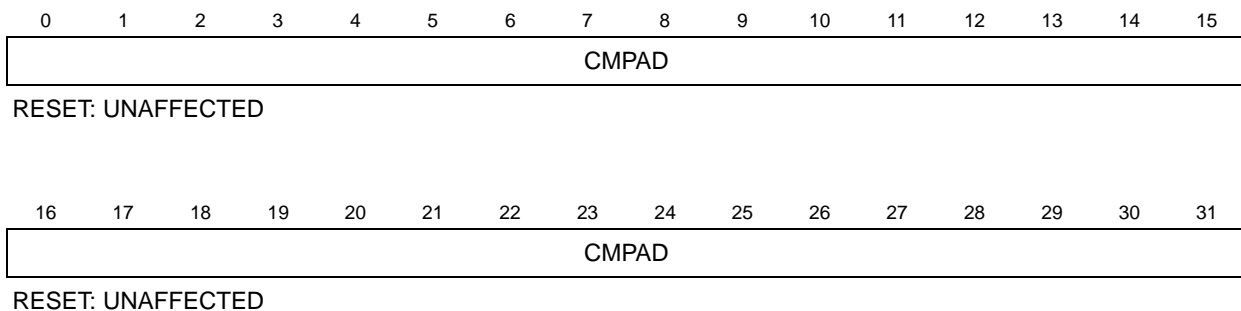 0 1 2 3 4 5 6 7 8 9 10 11 12 13 14 15
CMPAD
RESET: UNAFFECTED
16 17 18 19 20 21 22 23 24 25 26 27 28 29 30 31
CMPAD
RESET: UNAFFECTED